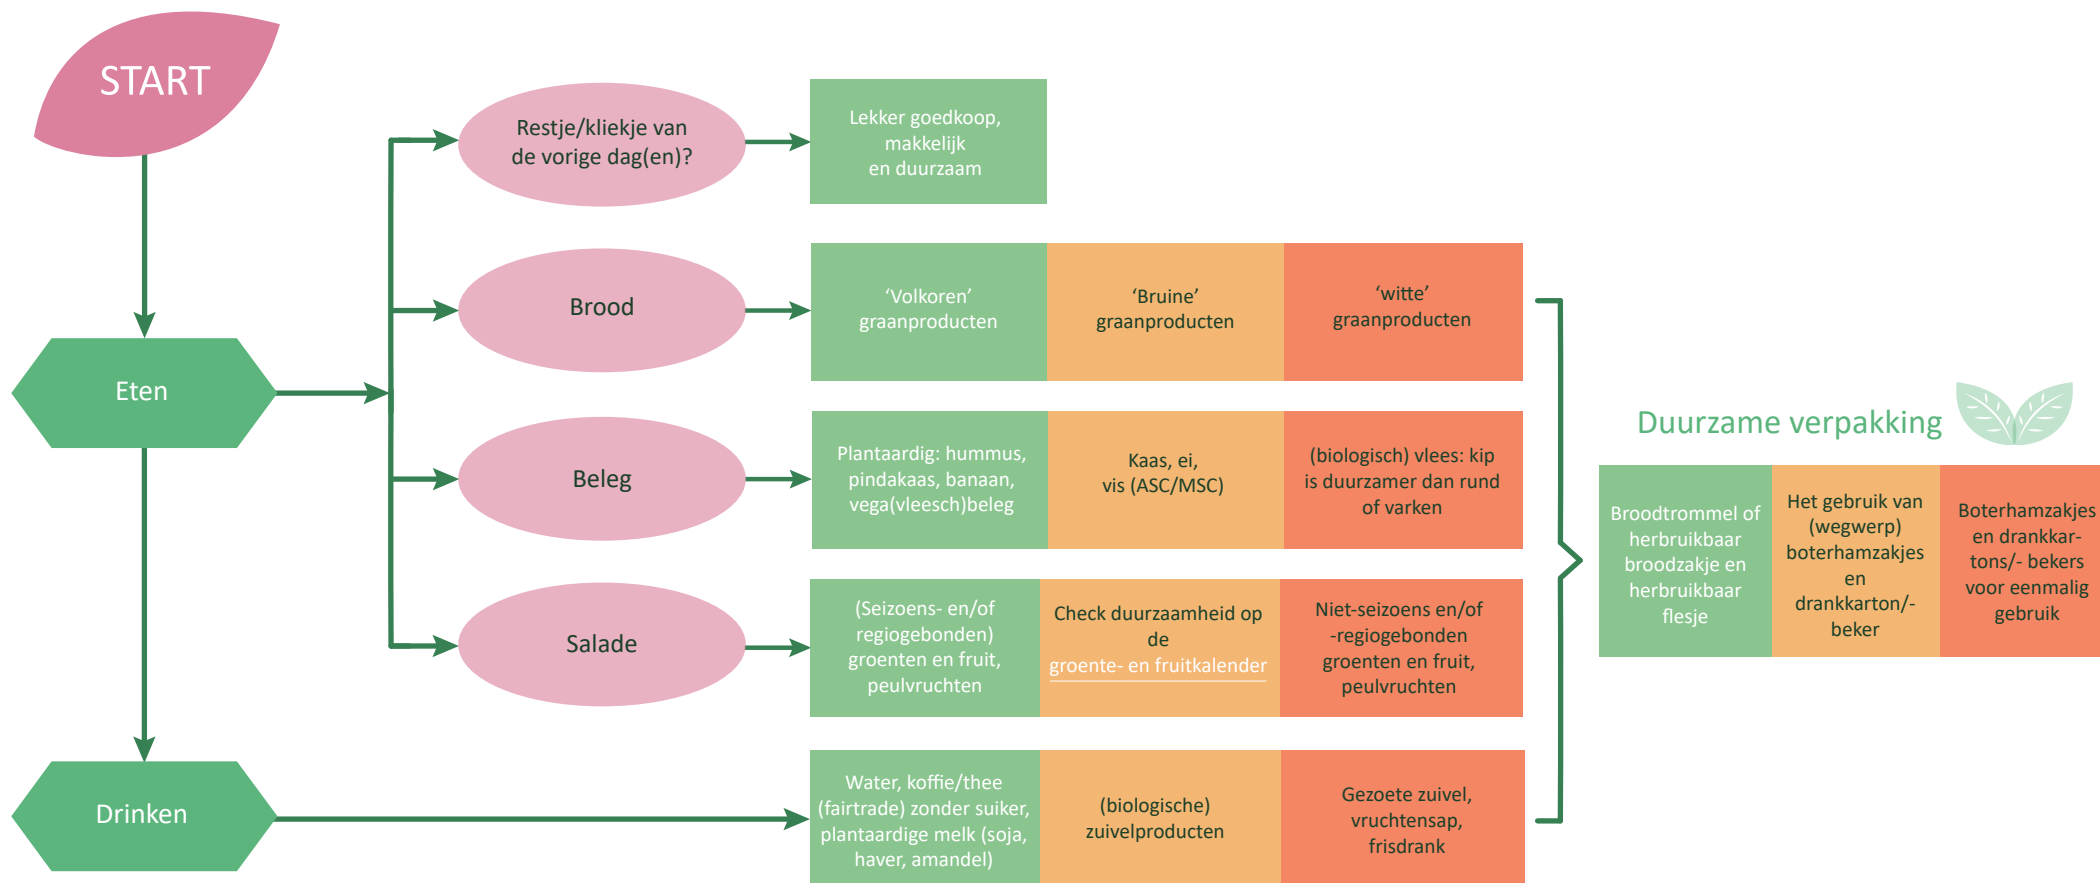 START
Restje/kliekje van
de vorige dag(en)?
Lekker goedkoop,
makkelijk
en duurzaam
Eten
Brood
‘Volkoren’
graanproducten
‘Bruine’
graanproducten
‘witte’
graanproducten
Beleg
Plantaardig: hummus,
pindakaas, banaan,
vega(vleesch)beleg
Kaas, ei,
vis (ASC/MSC)
(biologisch) vlees: kip
is duurzamer dan rund
of varken
Salade
(Seizoens- en/of
regiogebonden)
groenten en fruit,
peulvruchten
Check duurzaamheid op
de
groente- en fruitkalender
Niet-seizoens en/of
-regiogebonden
groenten en fruit,
peulvruchten
Drinken
Water, koffie/thee
(fairtrade) zonder suiker,
plantaardige melk (soja,
haver, amandel)
(biologische)
zuivelproducten
Gezoete zuivel,
vruchtensap,
frisdrank
Duurzame verpakking
Broodtrommel of
herbruikbaar
broodzakje en
herbruikbaar
flesje
Het gebruik van
(wegwerp)
boterhamzakjes
en
drankkarton/-
beker
Boterhamzakjes
en drankkar-
tons/- bekers
voor eenmalig
gebruik